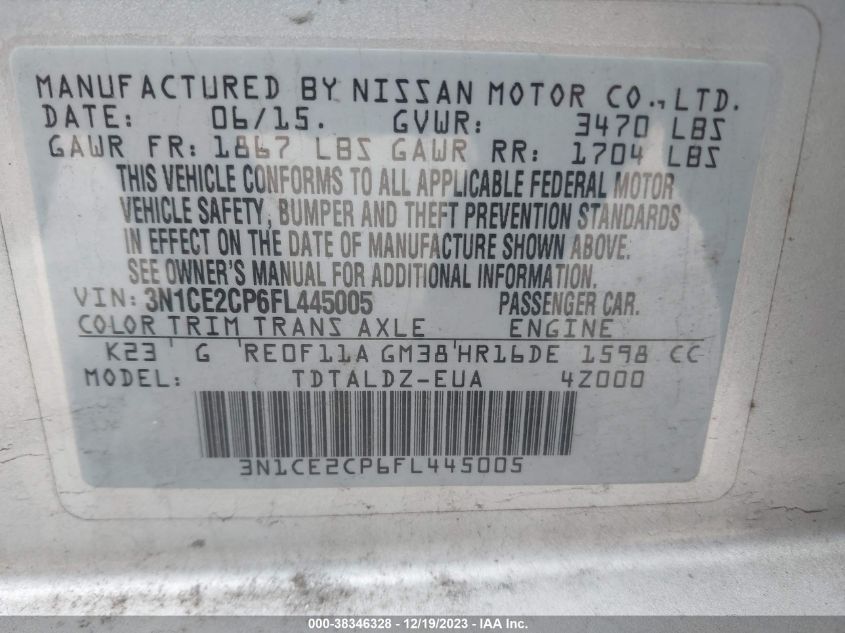 MANUFACTURED BY NISSAN MOTOR CO., LTD.
DATE: 06/15. GVWR: 3470 LBS
GAWR FR: 1867 LBS GAWR RR: 1704 LBS
THIS VEHICLE CONFORMS TO ALL APPLICABLE FEDERAL MOTOR
VEHICLE SAFETY, BUMPER AND THEFT PREVENTION STANDARDS
IN EFFECT ON THE DATE OF MANUFACTURE SHOWN ABOVE.
SEE OWNER'S MANUAL FOR ADDITIONAL INFORMATION.
VIN: 3N1CE2CP6FL445005 PASSENGER CAR.
COLOR TRIM TRANS AXLE ENGINE
K23 G RE0F11A GM38 HR16DE 1598 CC
MODEL: TDTALDZ-EUA 4Z000
3N1CE2CP6FL445005
000-38346328 - 12/19/2023 - IAA Inc.